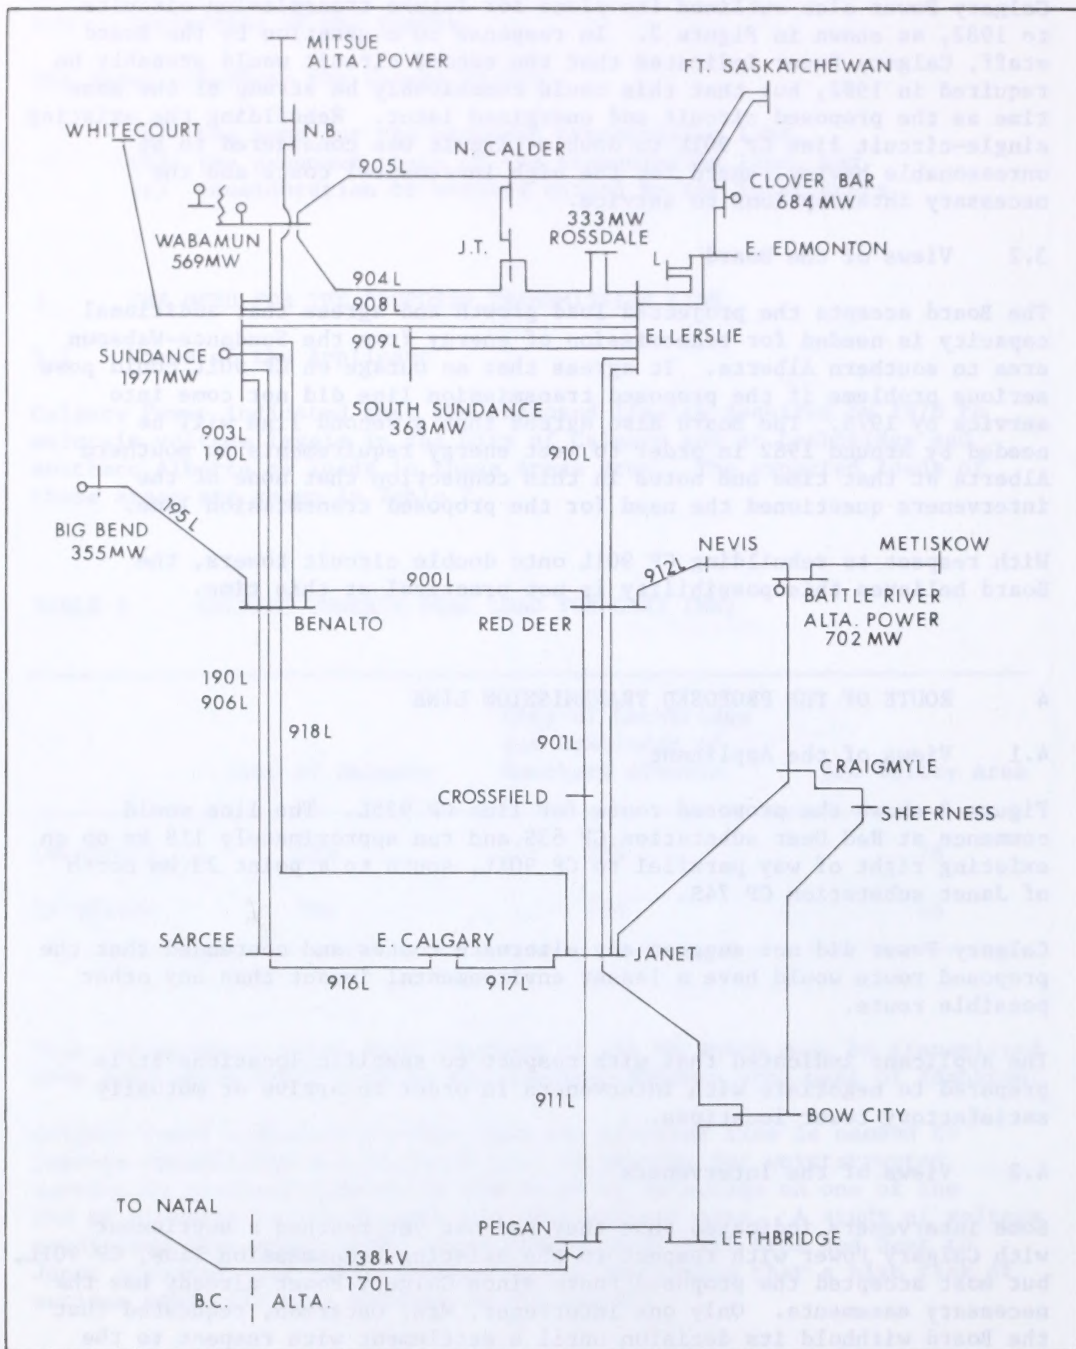 MITSUE
ALTA. POWER
FT. SASKATCHEWAN
WHITECOURT
N.B.
N. CALDER
905L
CLOVER BAR
684 MW
333MW
ROSSDALE
WABAMUN
569MW
J.T.
L
E. EDMONTON
904L
908L
ELLERSLIE
909L
SUNDANCE
1971MW
SOUTH SUNDANCE
363MW
903L
190L
910L
795L
BIG BEND
355MW
NEVIS
METISKOW
912L
900L
BATTLE RIVER
ALTA. POWER
702 MW
BENALTO
RED DEER
190L
906L
918L
901L
CRAIGMYLE
CROSSFIELD
SHEERNESS
SARCEE
E. CALGARY
JANET
916L
917L
911L
BOW CITY
TO NATAL
PEIGAN
LETHBRIDGE
138kV
170L
B.C.
ALTA.